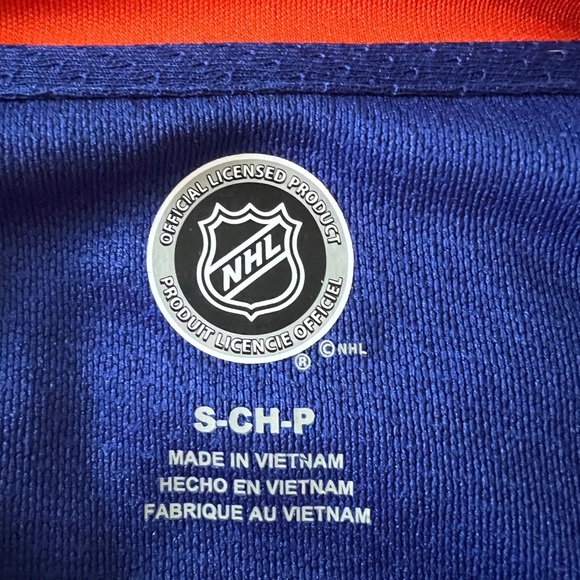 OFFICIAL LICENSED PRODUCT
NHL
PRODUIT LICENCIE OFFICIEL
® © NHL
S-CH-P
MADE IN VIETNAM
HECHO EN VIETNAM
FABRIQUE AU VIETNAM